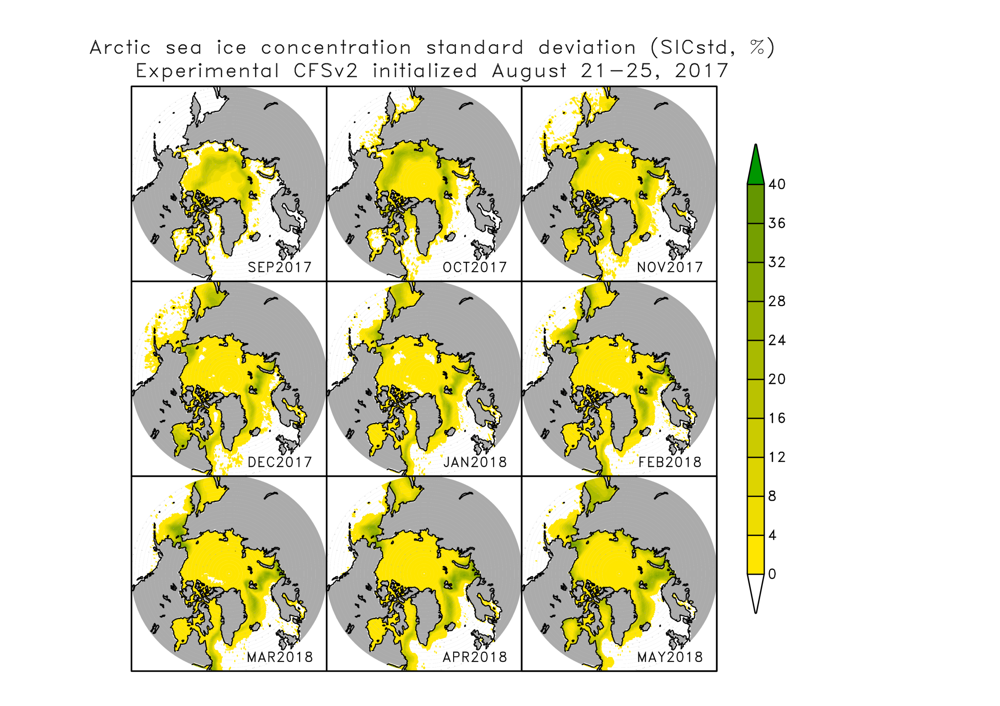 Arctic sea ice concentration standard deviation (SICstd, %)
Experimental CFSv2 initialized August 21-25, 2017
SEP2017
OCT2017
NOV2017
DEC2017
JAN2018
FEB2018
MAR2018
APR2018
MAY2018
40
36
32
28
24
20
16
12
8
4
0